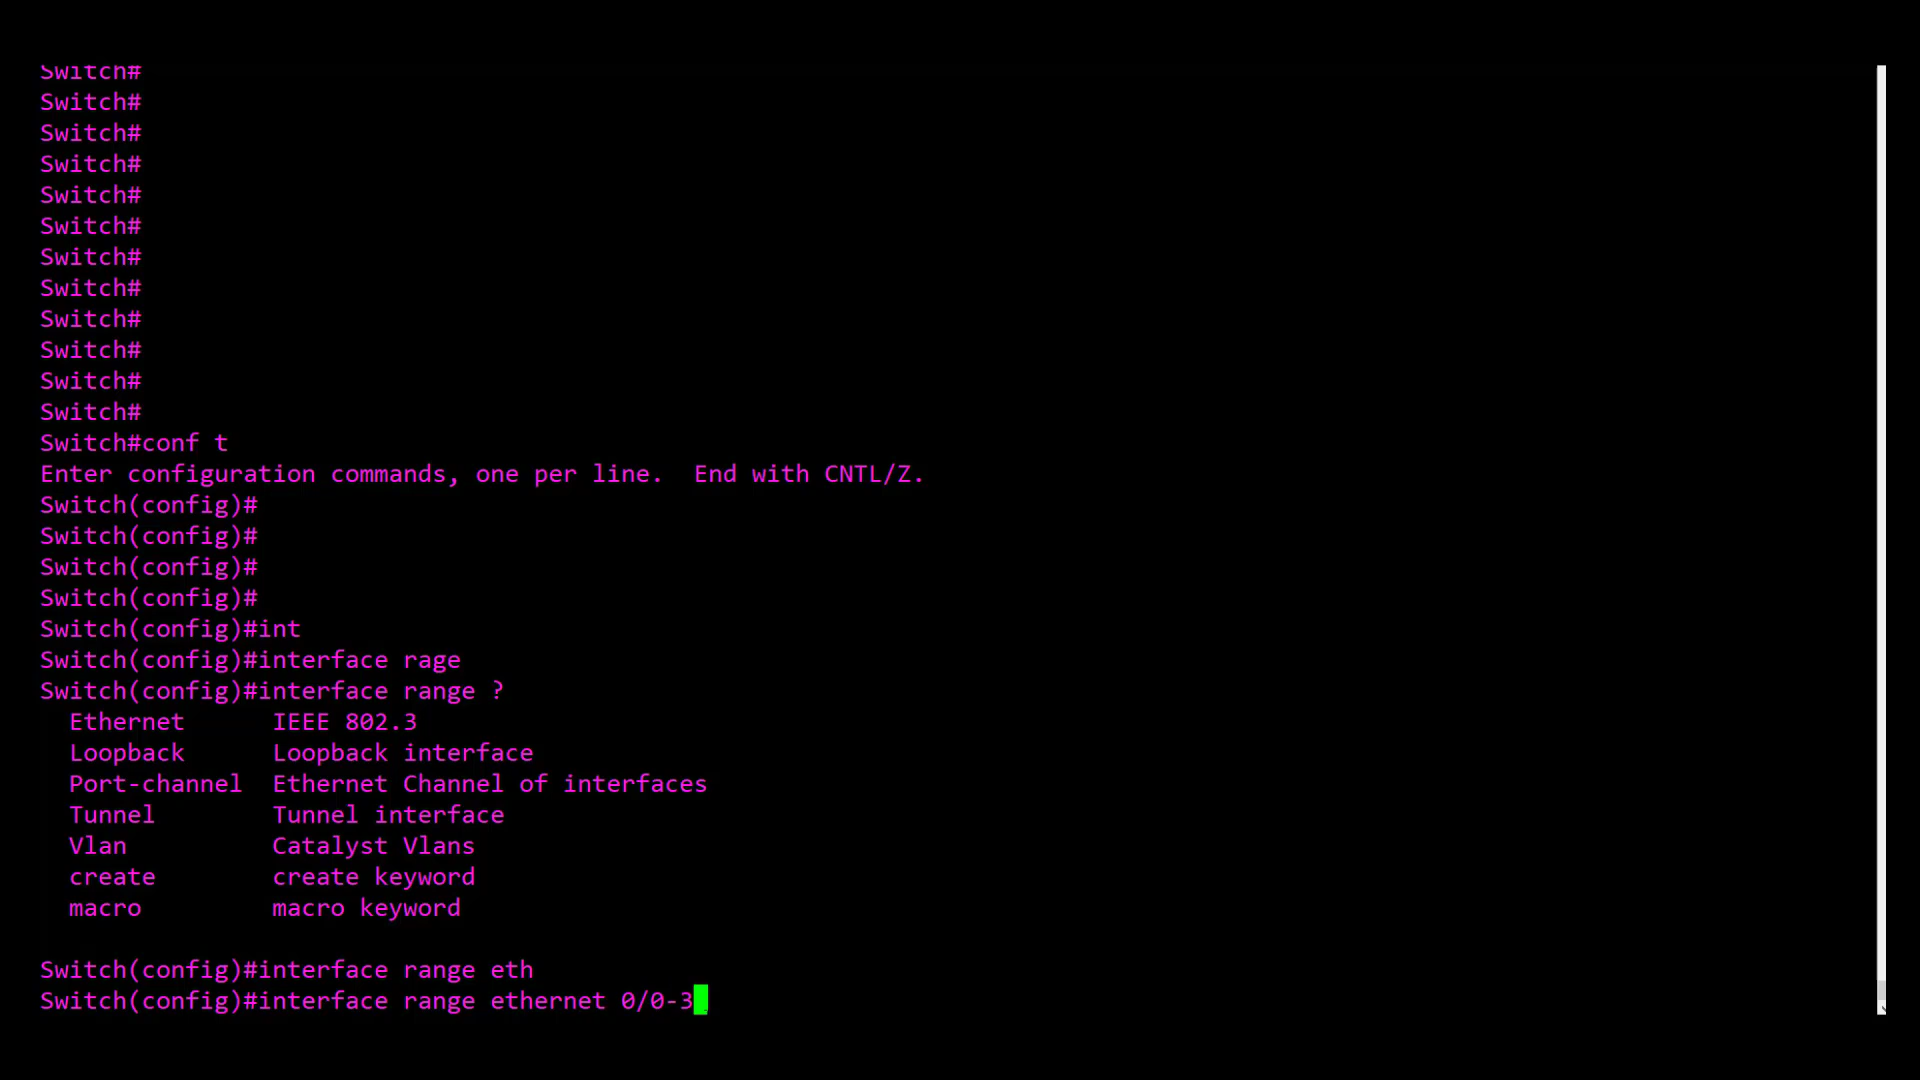 Switch#
Switch#
Switch#
Switch#
Switch#
Switch#
Switch#
Switch#
Switch#
Switch#
Switch#
Switch#
Switch#conf t
Enter configuration commands, one per line.  End with CNTL/Z.
Switch(config)#
Switch(config)#
Switch(config)#
Switch(config)#
Switch(config)#int
Switch(config)#interface rage
Switch(config)#interface range ?
  Ethernet      IEEE 802.3
  Loopback      Loopback interface
  Port-channel  Ethernet Channel of interfaces
  Tunnel        Tunnel interface
  Vlan          Catalyst Vlans
  create        create keyword
  macro         macro keyword
Switch(config)#interface range eth
Switch(config)#interface range ethernet 0/0-3